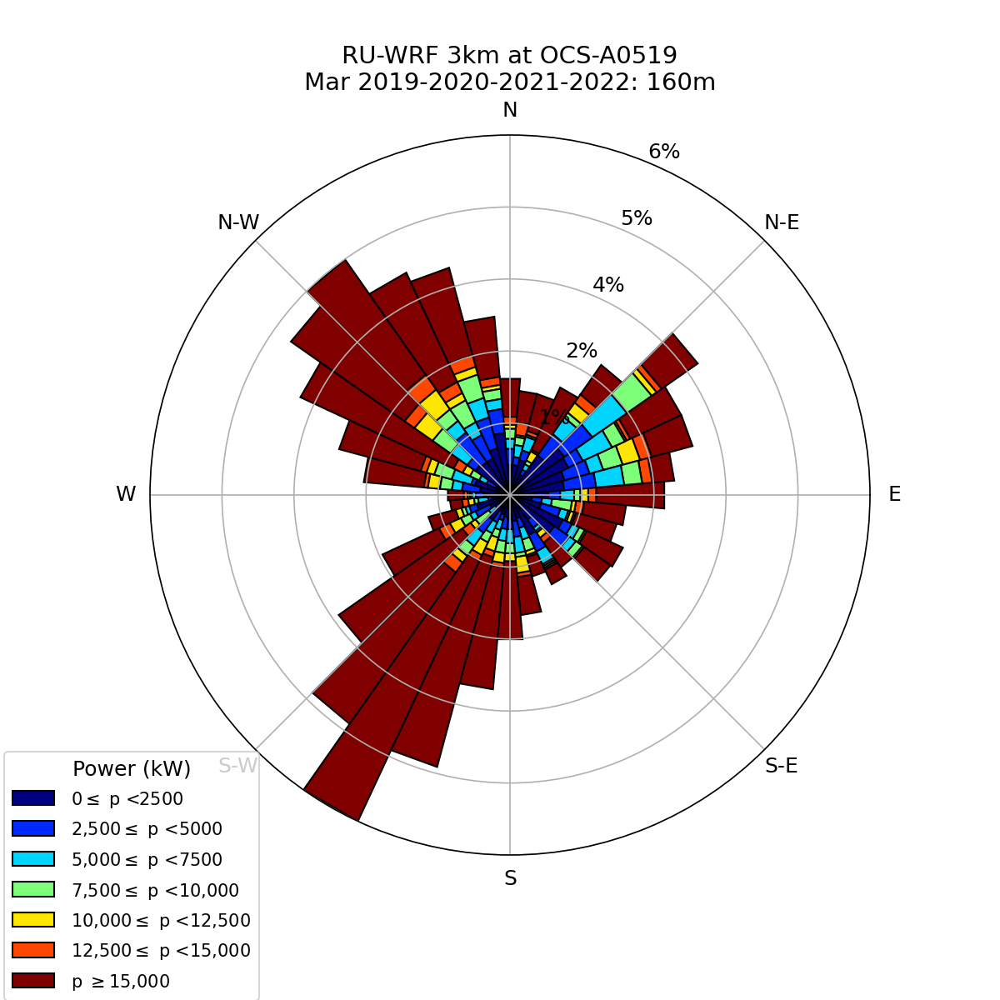 RU-WRF 3km at OCS-A0519
Mar 2019-2020-2021-2022: 160m
N
6%
N-W
5%
N-E
4%
2%
1%
W
E
S-W
S-E
S
Power (kW)
0 ≤ p <2500
2,500 ≤ p <5000
5,000 ≤ p <7500
7,500 ≤ p <10,000
10,000 ≤ p <12,500
12,500 ≤ p <15,000
p ≥ 15,000